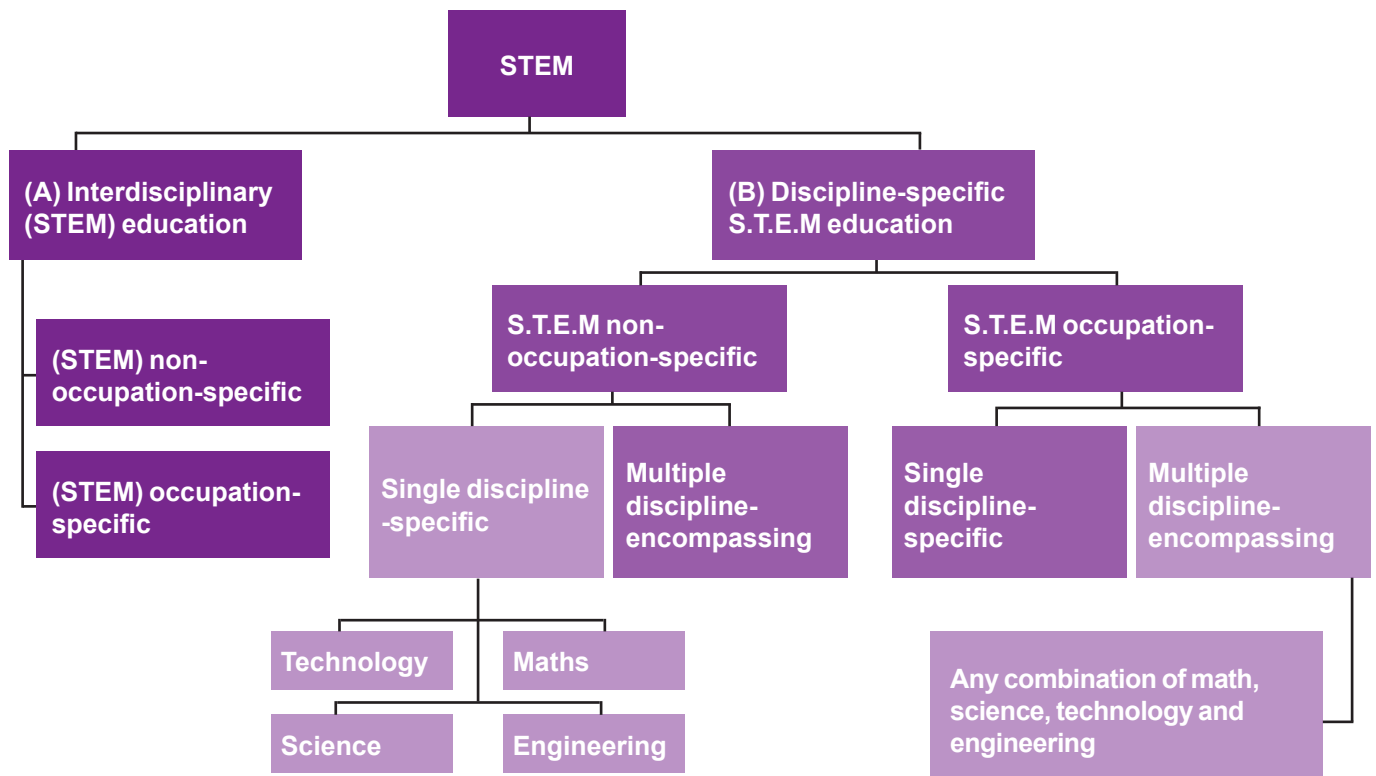 STEM
(A) Interdisciplinary
(STEM) education
(B) Discipline-specific
S.T.E.M education
(STEM) non-
occupation-specific
(STEM) occupation-
specific
S.T.E.M non-
occupation-specific
S.T.E.M occupation-
specific
Single discipline
-specific
Multiple
discipline-
encompassing
Single
discipline-
specific
Multiple
discipline-
encompassing
Technology
Maths
Science
Engineering
Any combination of math,
science, technology and
engineering